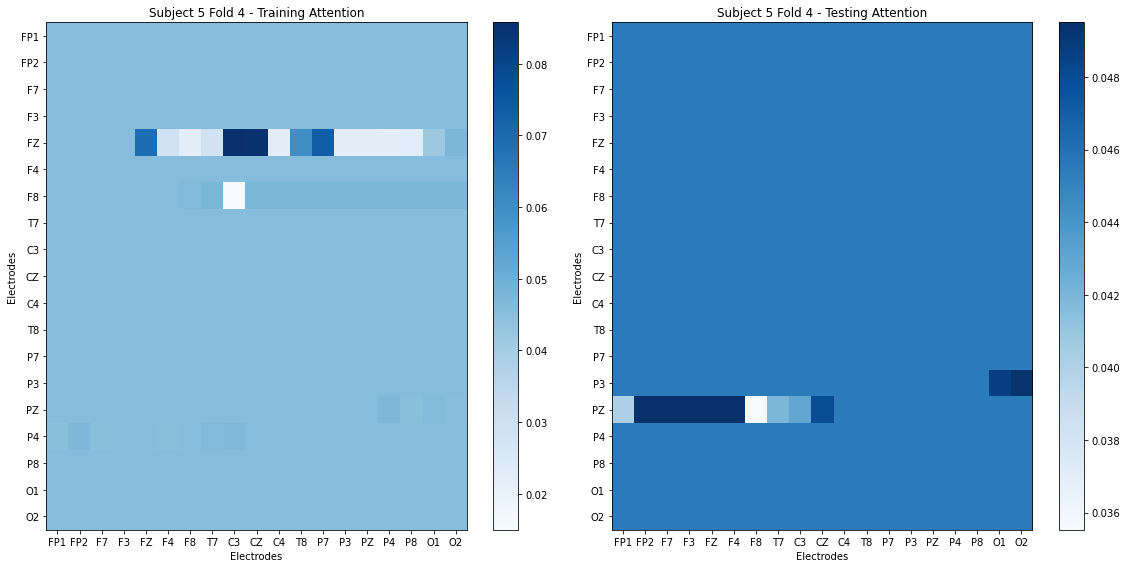 Subject 5 Fold 4 - Training Attention
Electrodes
FP1
FP2
F7
F3
FZ
F4
F8
T7
C3
CZ
C4
T8
P7
P3
PZ
P4
P8
O1
O2
FP1 FP2 F7 F3 FZ F4 F8 T7 C3 CZ C4 T8 P7 P3 PZ P4 P8 O1 O2
Electrodes
0.08
0.07
0.06
0.05
0.04
0.03
0.02
Subject 5 Fold 4 - Testing Attention
Electrodes
FP1
FP2
F7
F3
FZ
F4
F8
T7
C3
CZ
C4
T8
P7
P3
PZ
P4
P8
O1
O2
FP1 FP2 F7 F3 FZ F4 F8 T7 C3 CZ C4 T8 P7 P3 PZ P4 P8 O1 O2
Electrodes
0.048
0.046
0.044
0.042
0.040
0.038
0.036